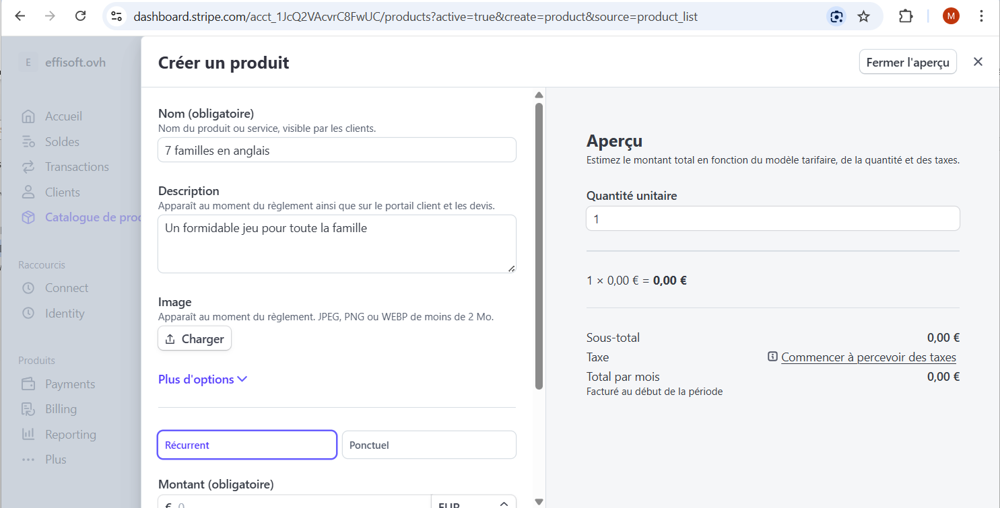 dashboard.stripe.com/acct_1JcQ2VAcvrC8FwUC/products?active=true&create=product&source=product_list
M
E effisoft.ovh
Accueil
Soldes
Transactions
Clients
Catalogue de proc
Raccourcis
Connect
Identity
Produits
Payments
Billing
Reporting
Plus
Créer un produit
Fermer l'aperçu
Nom (obligatoire)
Nom du produit ou service, visible par les clients.
7 familles en anglais
Description
Apparaît au moment du règlement ainsi que sur le portail client et les devis.
Un formidable jeu pour toute la famille
Image
Apparaît au moment du règlement. JPEG, PNG ou WEBP de moins de 2 Mo.
Charger
Plus d'options
Récurrent
Ponctuel
Montant (obligatoire)
€ 0
EUR
Aperçu
Estimez le montant total en fonction du modèle tarifaire, de la quantité et des taxes.
Quantité unitaire
1
1 × 0,00 € = 0,00 €
Sous-total 0,00 €
Taxe Commencer à percevoir des taxes
Total par mois 0,00 €
Facturé au début de la période